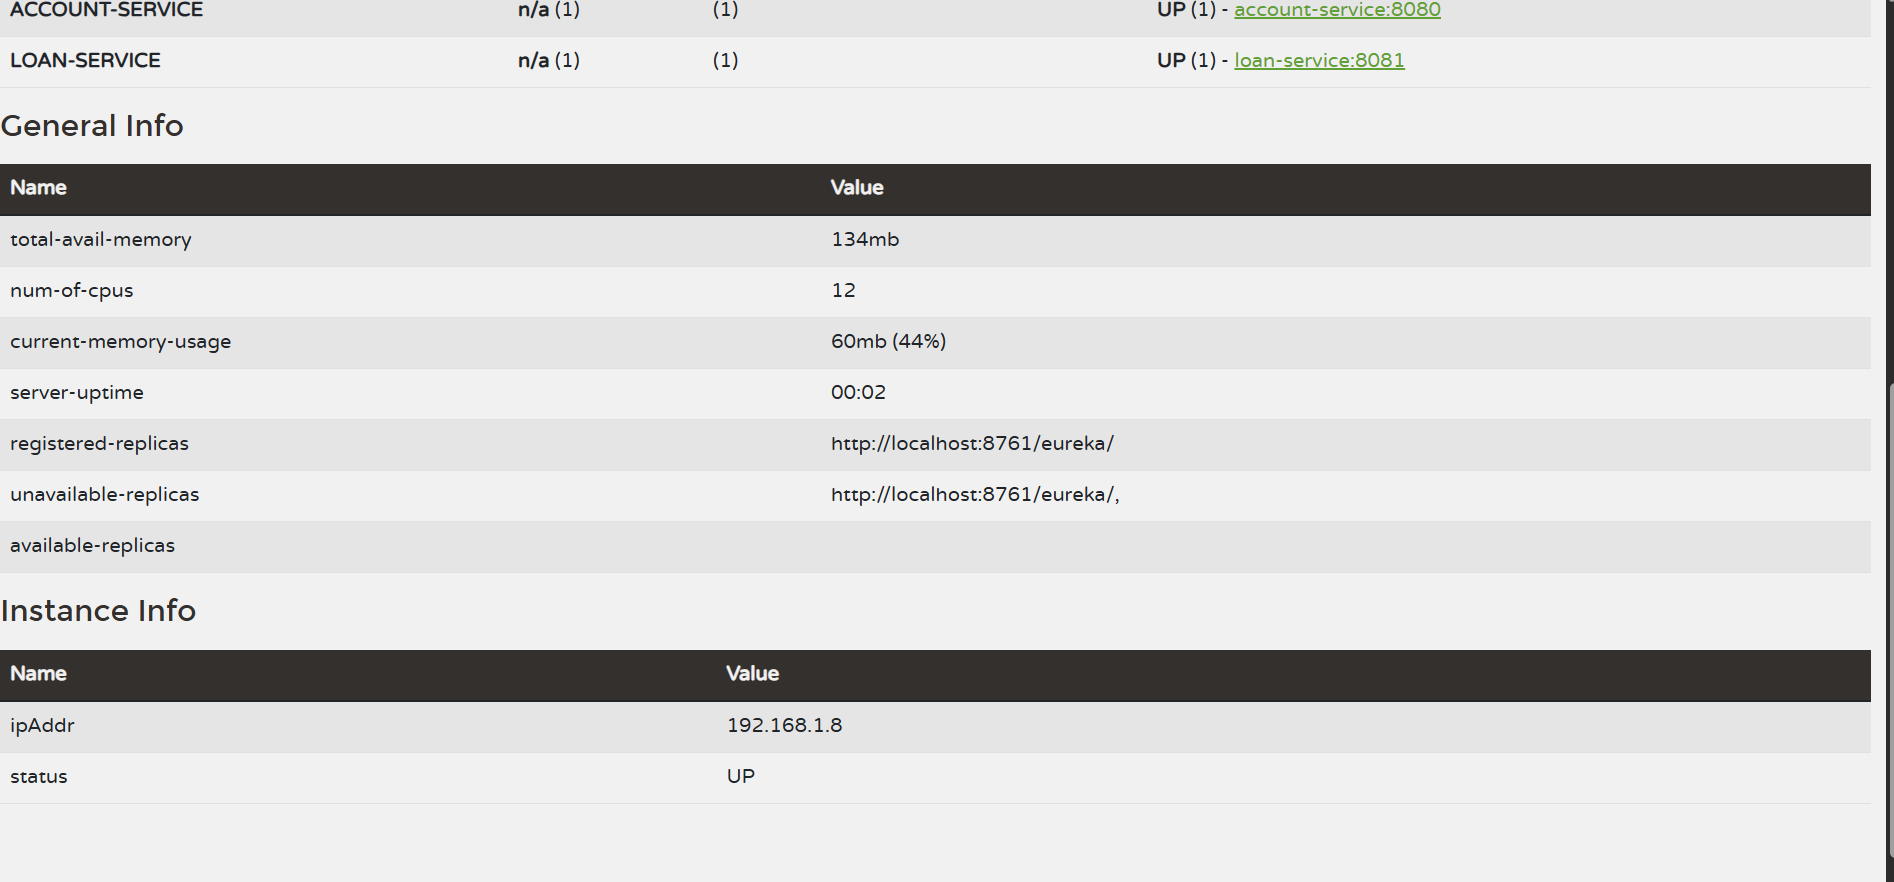 ACCOUNT-SERVICE n/a (1) (1) UP (1) - account-service:8080
LOAN-SERVICE n/a (1) (1) UP (1) - loan-service:8081
General Info
Name Value
total-avail-memory 134mb
num-of-cpus 12
current-memory-usage 60mb (44%)
server-uptime 00:02
registered-replicas http://localhost:8761/eureka/
unavailable-replicas http://localhost:8761/eureka/,
available-replicas
Instance Info
Name Value
ipAddr 192.168.1.8
status UP